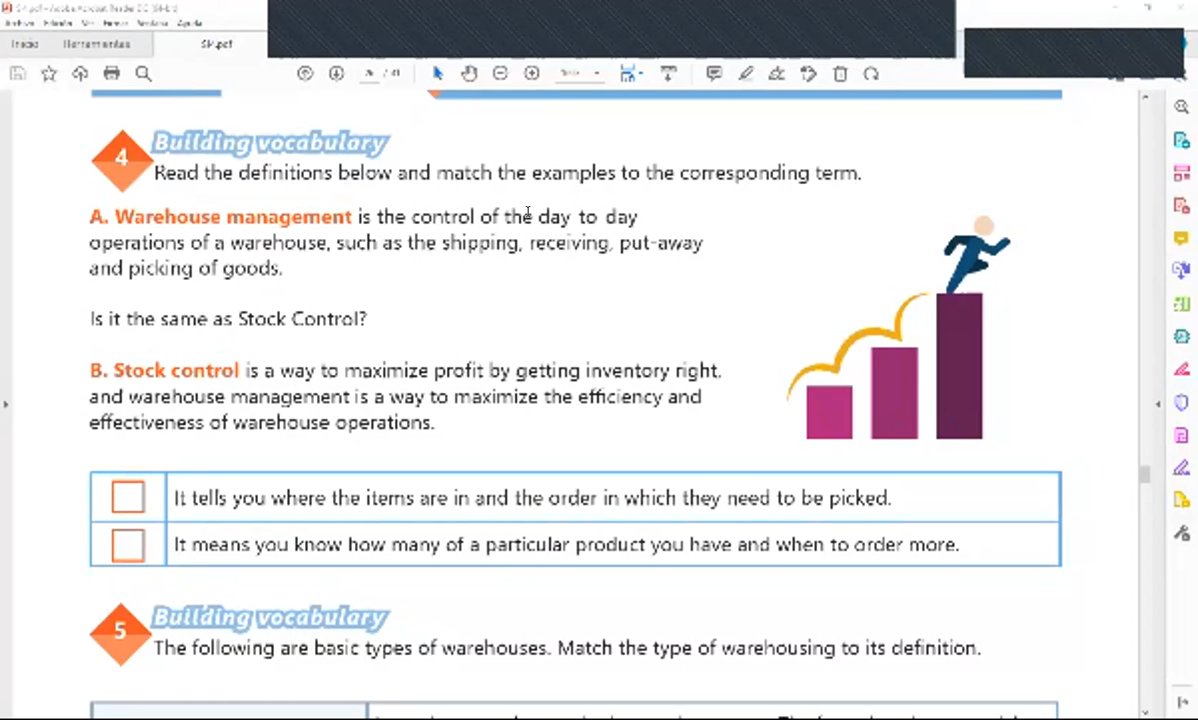 Inicio Herramientas
4 Building vocabulary
Read the definitions below and match the examples to the corresponding term.
A. Warehouse management is the control of the day to day
operations of a warehouse, such as the shipping, receiving, put-away
and picking of goods.
Is it the same as Stock Control?
B. Stock control is a way to maximize profit by getting inventory right,
and warehouse management is a way to maximize the efficiency and
effectiveness of warehouse operations.
It tells you where the items are in and the order in which they need to be picked.
It means you know how many of a particular product you have and when to order more.
5 Building vocabulary
The following are basic types of warehouses. Match the type of warehousing to its definition.